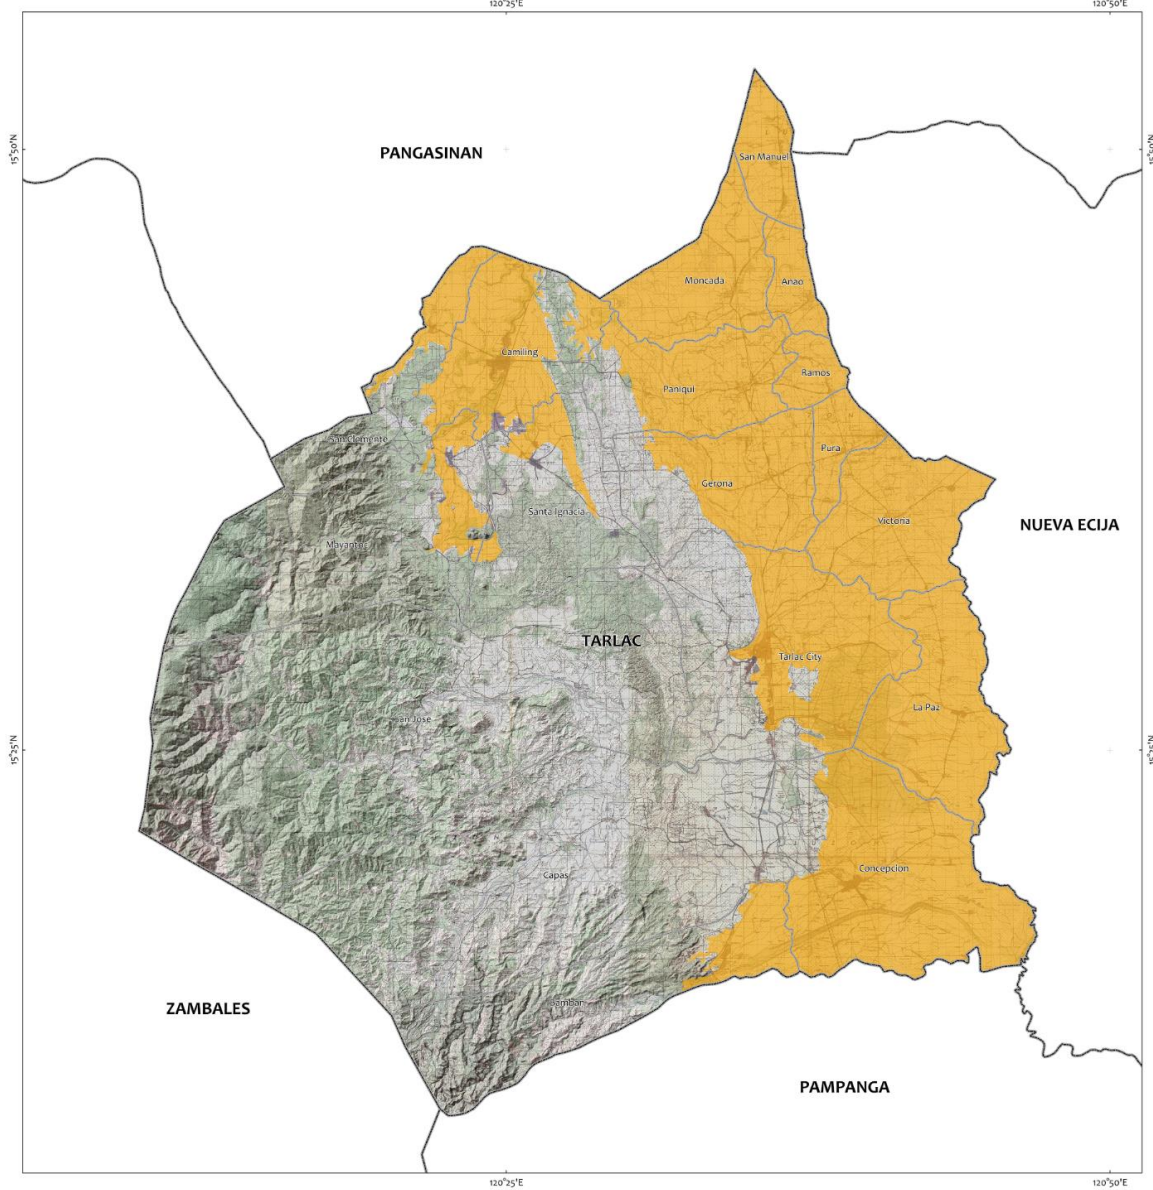 120°25'E
120°50'E
15°50'N
15°50'N
PANGASINAN
San Manuel
Moncada
Anao
Camiling
Ramos
Paniqui
San Clemente
Pura
Gerona
Santa Ignacia
Victoria
NUEVA ECIJA
Mayantoc
TARLAC
Tarlac City
La Paz
San Jose
15°25'N
15°25'N
Concepcion
Capas
Bamban
ZAMBALES
PAMPANGA
120°25'E
120°50'E